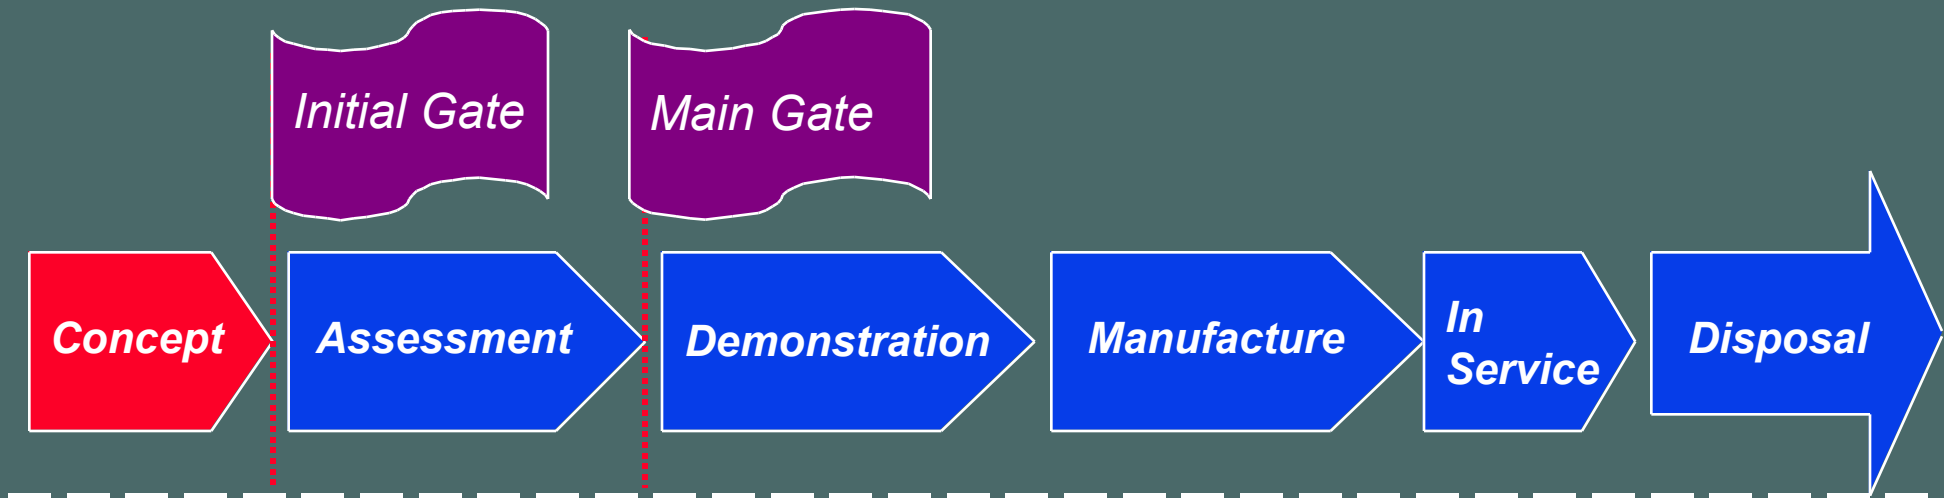 Initial Gate
Main Gate
Concept
Assessment
Demonstration
Manufacture
In
Service
Disposal